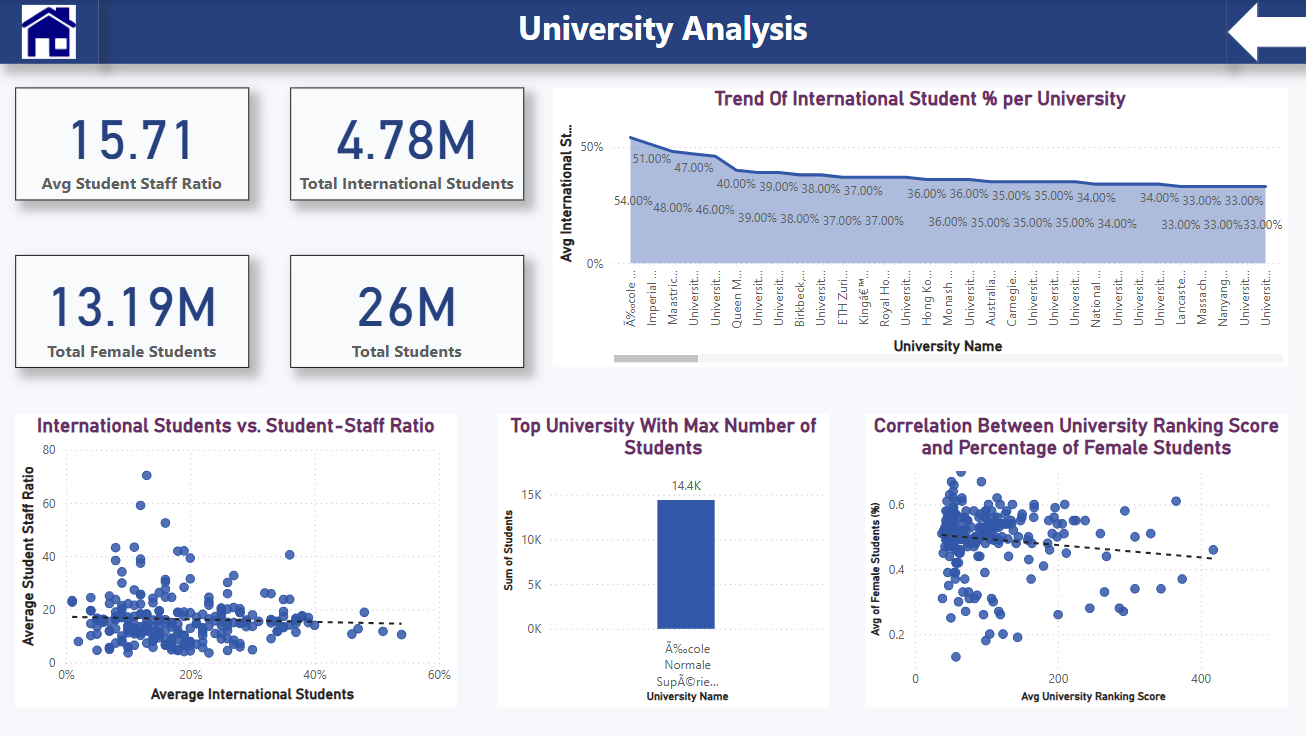 University Analysis
15.71
Avg Student Staff Ratio
4.78M
Total International Students
13.19M
Total Female Students
26M
Total Students
Trend Of International Student % per University
Avg International St...
50%
0%
54.00%
51.00%
48.00%
47.00%
46.00%
40.00%
39.00%
39.00%
38.00%
38.00%
37.00%
37.00%
37.00%
36.00%
36.00%
36.00%
35.00%
35.00%
35.00%
35.00%
35.00%
34.00%
34.00%
34.00%
33.00%
33.00%
33.00%
33.00%
33.00%
Ã‰cole ...
Imperial ...
Maastric...
Universit...
Universit...
Queen M...
Universit...
Universit...
Birkbeck...
Universit...
ETH Zuri...
Kingâ€™...
Royal Ho...
Universit...
Hong Ko...
Monash ...
Universit...
Australia...
Carnegie...
Universit...
Universit...
Universit...
National ...
Universit...
Universit...
Universit...
Lancaste...
Massach...
Nanyang...
Universit...
Universit...
University Name
International Students vs. Student-Staff Ratio
Average Student Staff Ratio
80
60
40
20
0
0%
20%
40%
60%
Average International Students
Top University With Max Number of
Students
Sum of Students
15K
10K
5K
0K
14.4K
Ã‰cole
Normale
SupÃ©rie...
University Name
Correlation Between University Ranking Score
and Percentage of Female Students
Avg of Female Students (%)
0.6
0.4
0.2
0
200
400
Avg University Ranking Score